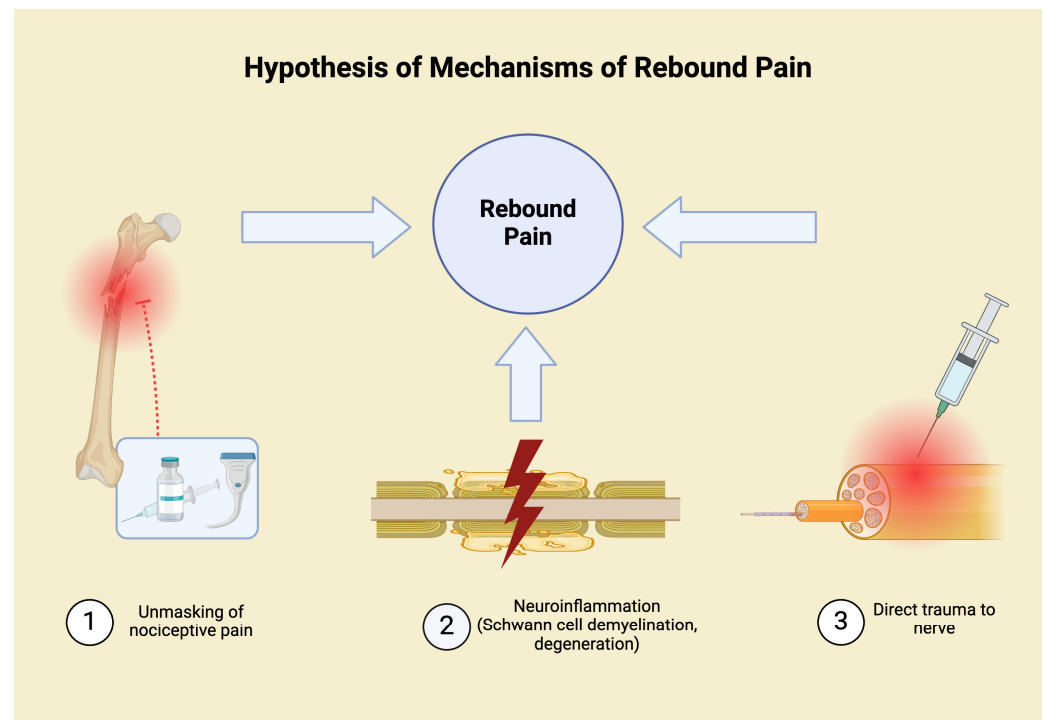 Hypothesis of Mechanisms of Rebound Pain
Rebound
Pain
1
Unmasking of
nociceptive pain
2
Neuroinflammation
(Schwann cell demyelination,
degeneration)
3
Direct trauma to
nerve